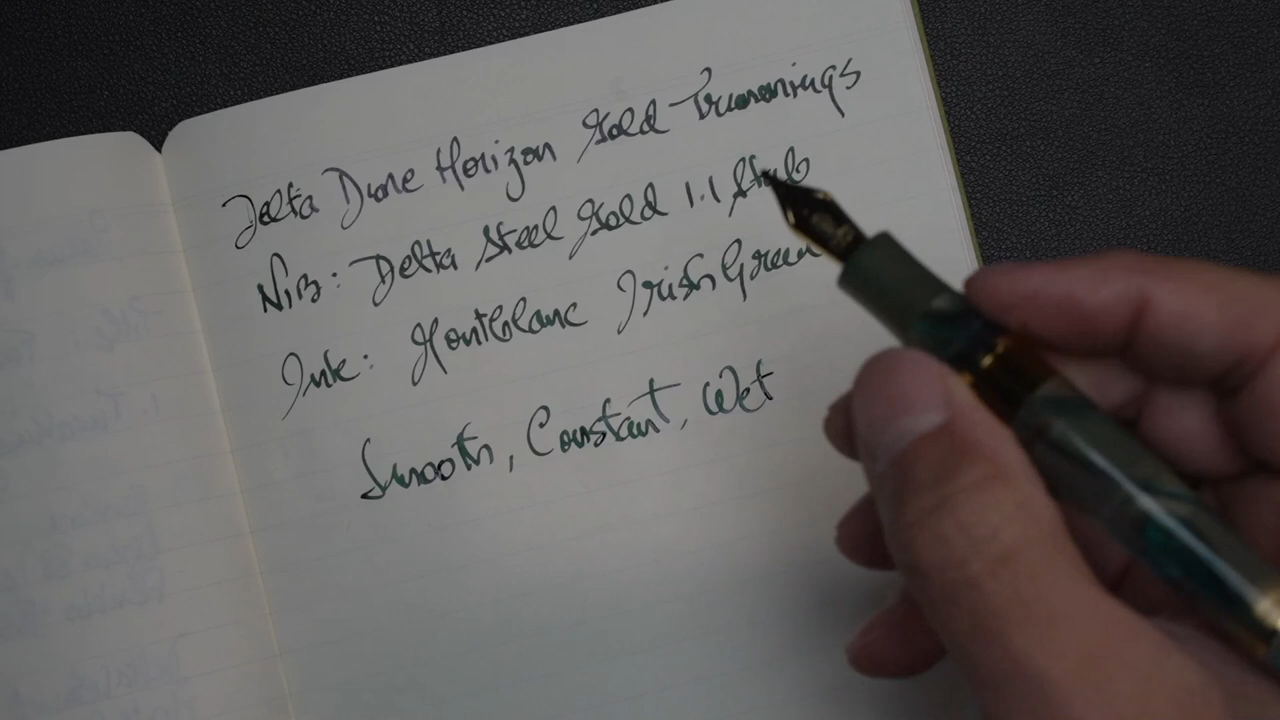 Delta Dune Horizon Gold Trimmings
Nib: Delta Steel Gold 1.1 Stub
Ink: Montblanc Irish Green
Smooth, Constant, Wet